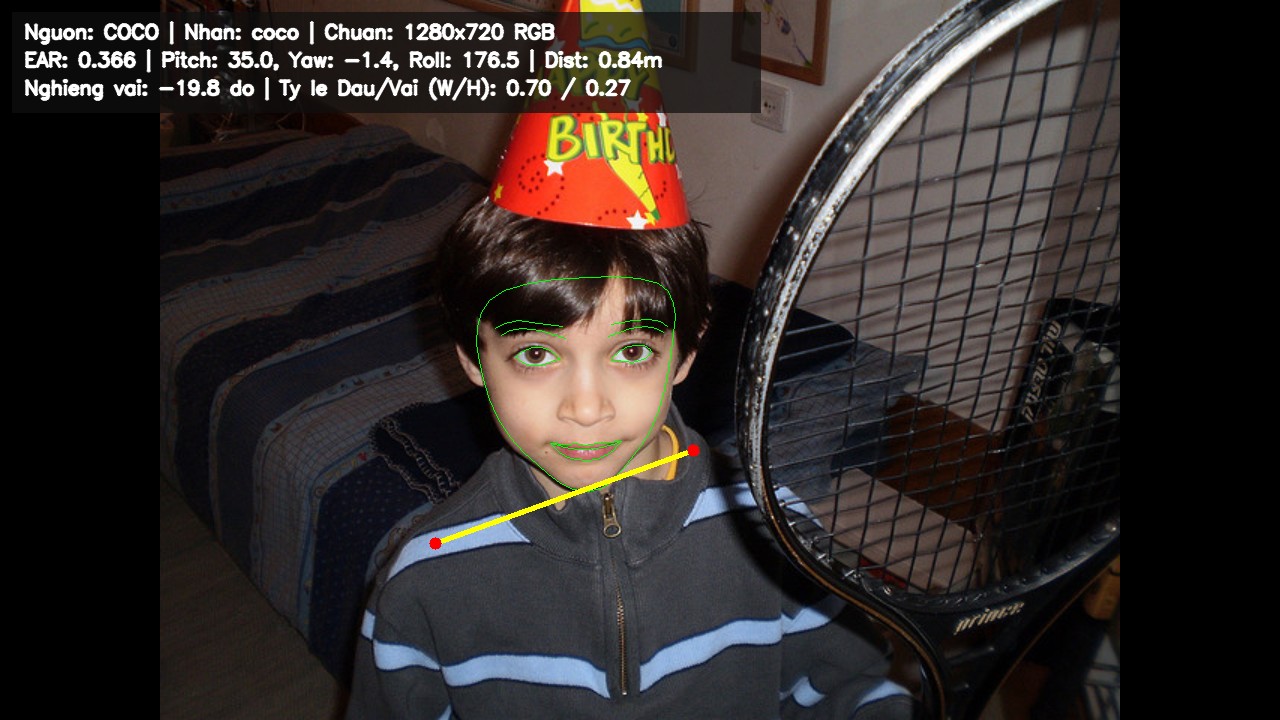 Nguon: COCO | Nhan: coco | Chuan: 1280x720 RGB
EAR: 0.366 | Pitch: 35.0, Yaw: -1.4, Roll: 176.5 | Dist: 0.84m
Nghieng vai: -19.8 do | Ty le Dau/Vai (W/H): 0.70 / 0.27
BIRTHD
prince